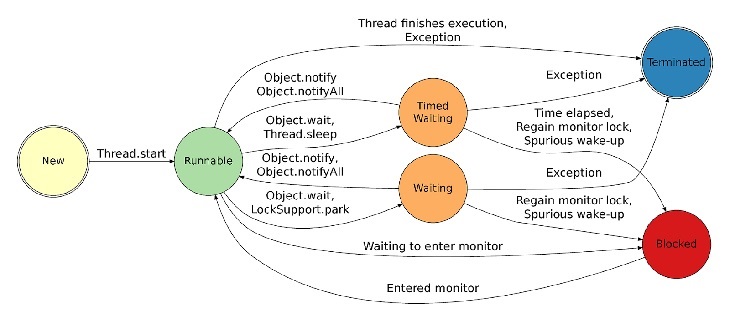 Thread finishes execution,
Exception
Terminated
Object.notify
Object.notifyAll
Exception
Timed
Waiting
Object.wait,
Thread.sleep
Time elapsed,
Regain monitor lock,
Spurious wake-up
New
Thread.start
Runnable
Object.notify,
Object.notifyAll
Exception
Waiting
Object.wait,
LockSupport.park
Regain monitor lock,
Spurious wake-up
Waiting to enter monitor
Blocked
Entered monitor